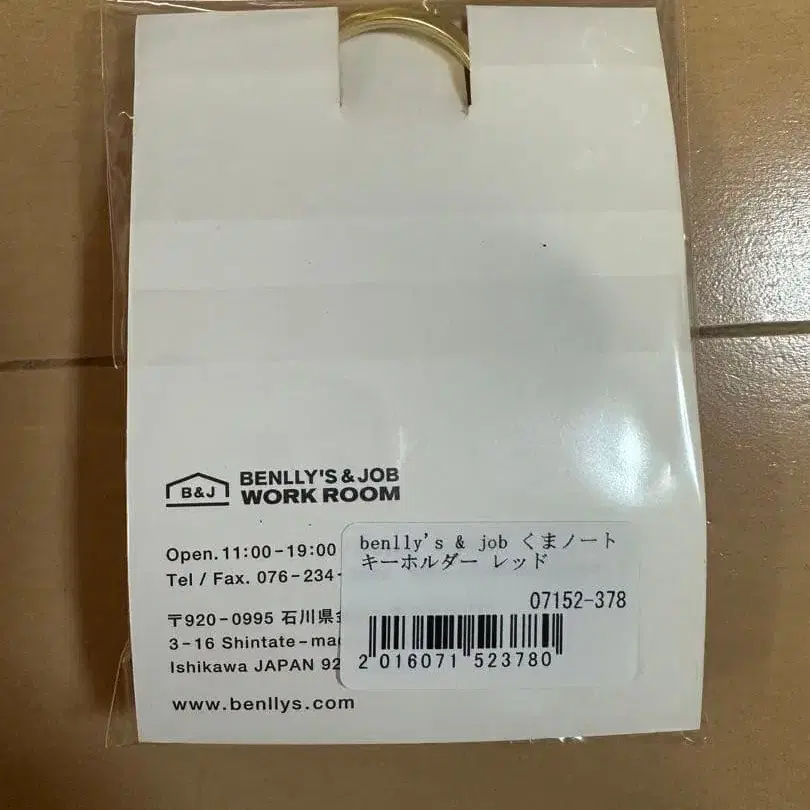 B&J
BENLLY'S & JOB
WORK ROOM
Open. 11:00-19:00
Tel / Fax. 076-234-
〒920-0995 石川県
3-16 Shintate-ma
Ishikawa JAPAN 92
www.benllys.com
benlly's & job くまノート
キーホルダー レッド
07152-378
2 016071 523780